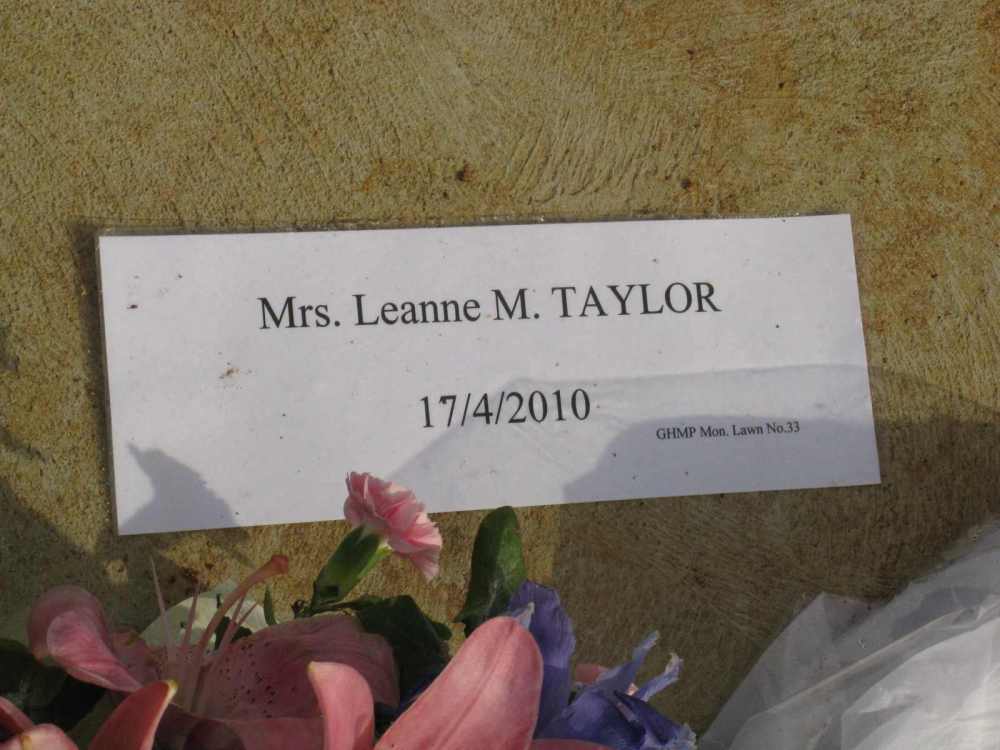 Mrs. Leanne M. TAYLOR
17/4/2010
GHMP Mon. Lawn No.33